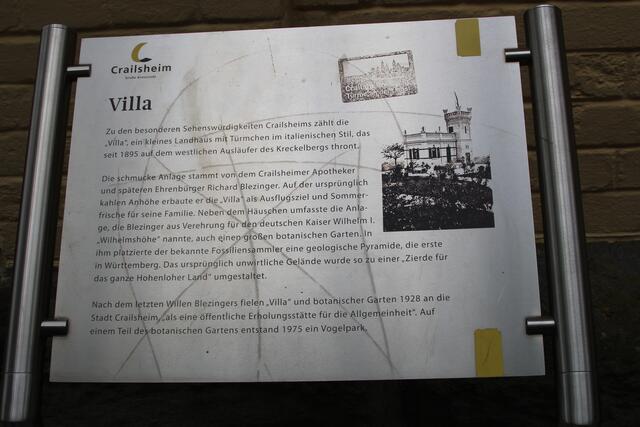 Crailsheim
Villa
Zu den besonderen Sehenswürdigkeiten Crailsheims zählt die
„Villa“, ein kleines Landhaus mit Türmchen im italienischen Stil, das
seit 1895 auf dem westlichen Ausläufer des Kreckelbergs thront.
Die schmucke Anlage stammt von dem Crailsheimer Apotheker
und späteren Ehrenbürger Richard Blezinger. Auf der ursprünglich
kahlen Anhöhe erbaute er die „Villa“ als Ausflugsziel und Sommer-
frische für seine Familie. Neben dem Häuschen umfasste die Anla-
ge, die Blezinger aus Verehrung für den deutschen Kaiser Wilhelm I.
„Wilhelmshöhe“ nannte, auch einen großen botanischen Garten. In
ihm platzierte der bekannte Fossiliensammler eine geologische Pyramide, die erste
in Württemberg. Das ursprünglich unwirtliche Gelände wurde so zu einer „Zierde für
das ganze Hohenloher Land“ umgestaltet.
Nach dem letzten Willen Blezingers fielen „Villa“ und botanischer Garten 1928 an die
Stadt Crailsheim „als eine öffentliche Erholungsstätte für die Allgemeinheit“. Auf
einem Teil des botanischen Gartens entstand 1975 ein Vogelpark.